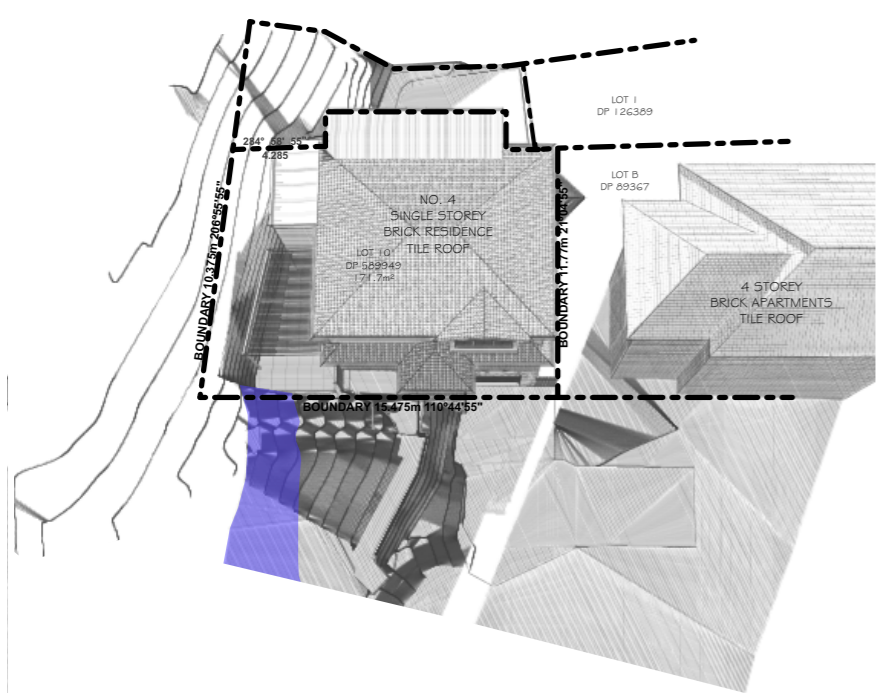 LOT 1
DP 126389
284° 58' 55"
4.285
LOT B
DP 89367
NO. 4
SINGLE STOREY
BRICK RESIDENCE
TILE ROOF
LOT 10
DP 589949
171.7m²
BOUNDARY 10.375m 206°55'55"
BOUNDARY 11.77m 21°04'55"
4 STOREY
BRICK APARTMENTS
TILE ROOF
BOUNDARY 15.475m 110°44'55"